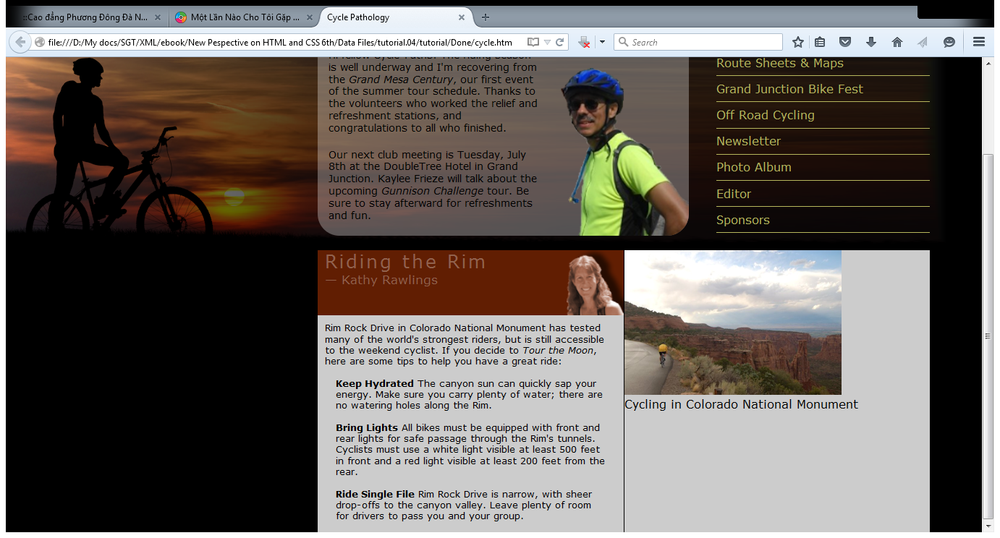 ::Cao đẳng Phương Đông Đà N...
Một Lần Nào Cho Tôi Gặp ...
Cycle Pathology
file:///D:/My docs/SGT/XML/ebook/New Pespective on HTML and CSS 6th/Data Files/tutorial.04/tutorial/Done/cycle.htm
Search
Hi fellow Cycle-Paths! The riding season
is well underway and I'm recovering from
the Grand Mesa Century, our first event
of the summer tour schedule. Thanks to
the volunteers who worked the relief and
refreshment stations, and
congratulations to all who finished.
Our next club meeting is Tuesday, July
8th at the DoubleTree Hotel in Grand
Junction. Kaylee Frieze will talk about the
upcoming Gunnison Challenge tour. Be
sure to stay afterward for refreshments
and fun.
Route Sheets & Maps
Grand Junction Bike Fest
Off Road Cycling
Newsletter
Photo Album
Editor
Sponsors
Riding the Rim
— Kathy Rawlings
Rim Rock Drive in Colorado National Monument has tested
many of the world's strongest riders, but is still accessible
to the weekend cyclist. If you decide to Tour the Moon,
here are some tips to help you have a great ride:
Keep Hydrated The canyon sun can quickly sap your
energy. Make sure you carry plenty of water; there are
no watering holes along the Rim.
Bring Lights All bikes must be equipped with front and
rear lights for safe passage through the Rim's tunnels.
Cyclists must use a white light visible at least 500 feet
in front and a red light visible at least 200 feet from the
rear.
Ride Single File Rim Rock Drive is narrow, with sheer
drop-offs to the canyon valley. Leave plenty of room
for drivers to pass you and your group.
Cycling in Colorado National Monument